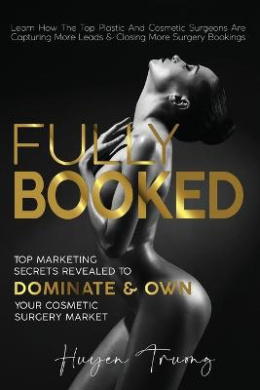 Learn How The Top Plastic And Cosmetic Surgeons Are
Capturing More Leads & Closing More Surgery Bookings
FULLY
BOOKED
TOP MARKETING
SECRETS REVEALED TO
DOMINATE & OWN
YOUR COSMETIC
SURGERY MARKET
Huyen Truong